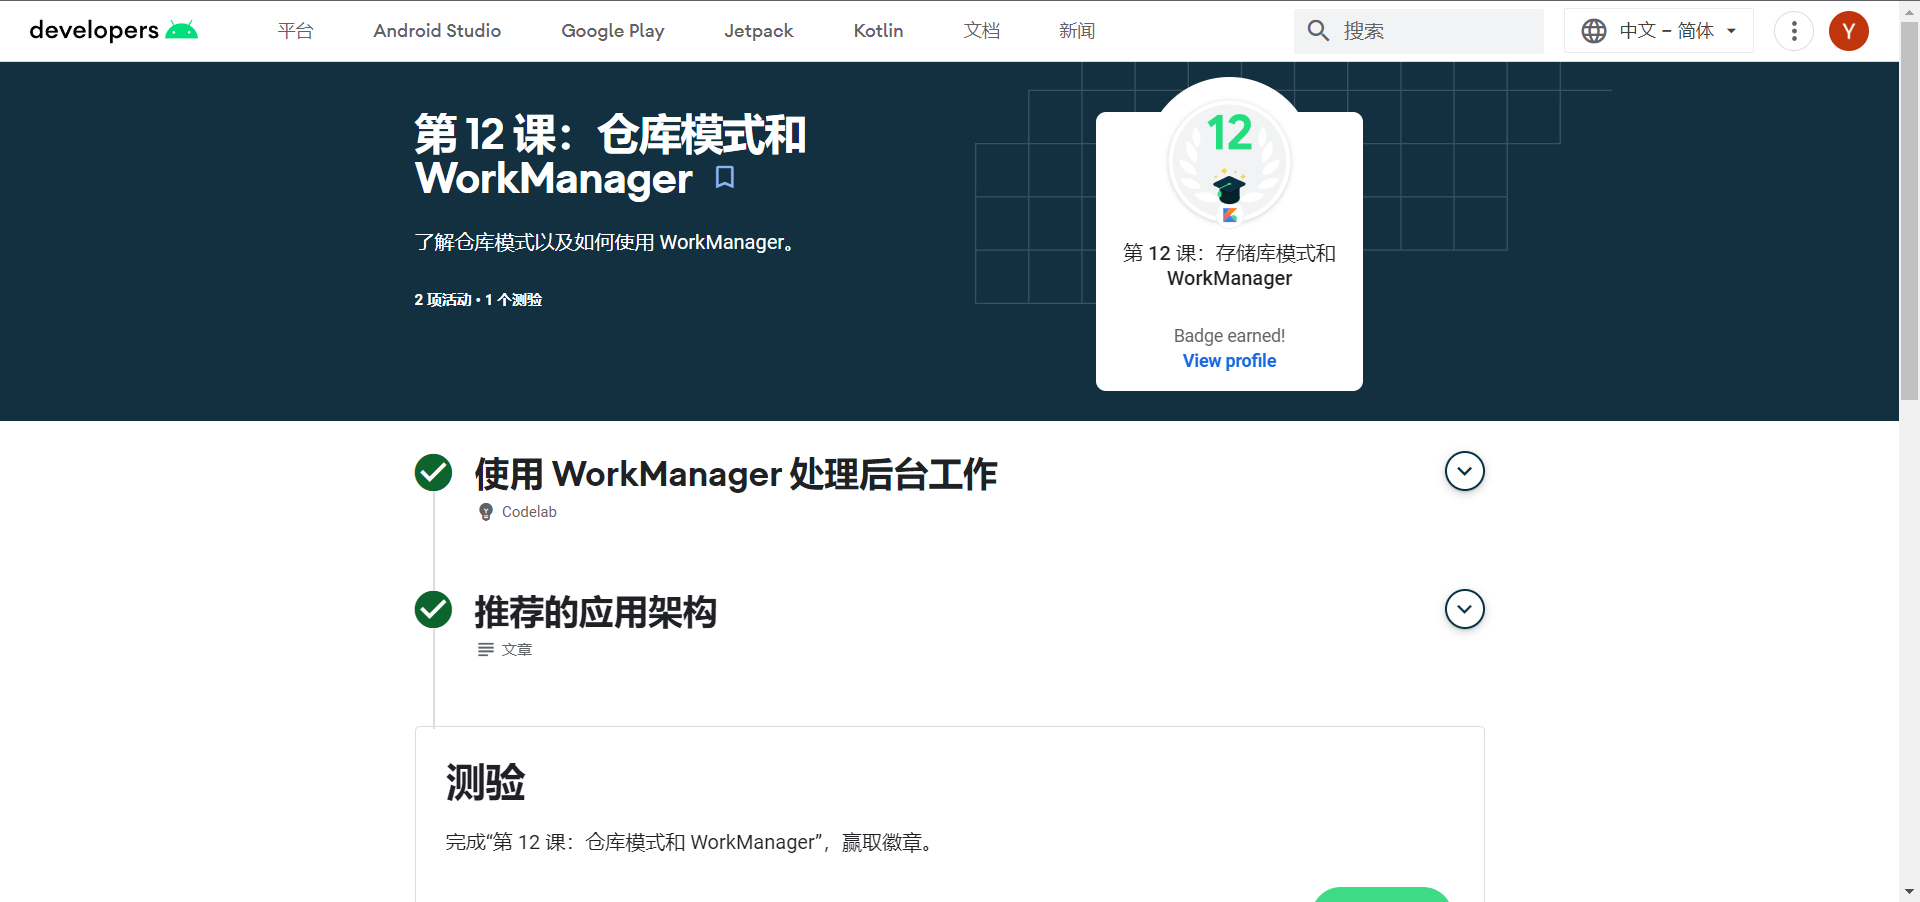 developers
平台
Android Studio
Google Play
Jetpack
Kotlin
文档
新闻
搜索
中文 – 简体
Y
第 12 课：仓库模式和
WorkManager
了解仓库模式以及如何使用 WorkManager。
2 项活动 • 1 个测验
12
第 12 课：存储库模式和
WorkManager
Badge earned!
View profile
使用 WorkManager 处理后台工作
Codelab
推荐的应用架构
文章
测验
完成“第 12 课：仓库模式和 WorkManager”，赢取徽章。